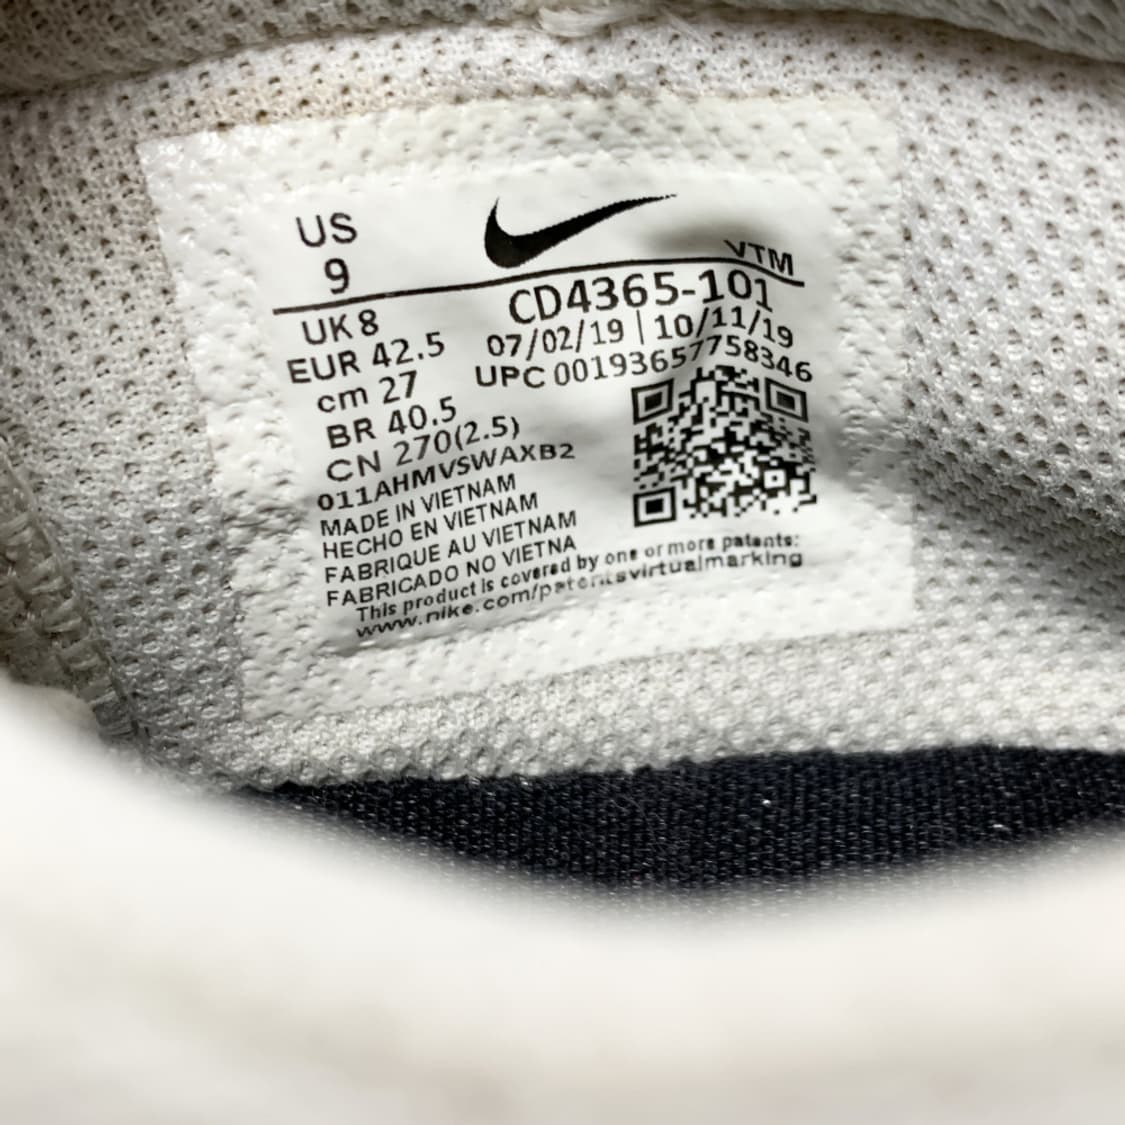 US
9
VTM
UK 8
EUR 42.5
cm 27
BR 40.5
CN 270(2.5)
CD4365-101
07/02/19 | 10/11/19
UPC 00193657758346
011AHMVSWAXB2
MADE IN VIETNAM
HECHO EN VIETNAM
FABRIQUE AU VIETNAM
FABRICADO NO VIETNA
This product is covered by one or more patents:
www.nike.com/patentsvirtualmarking